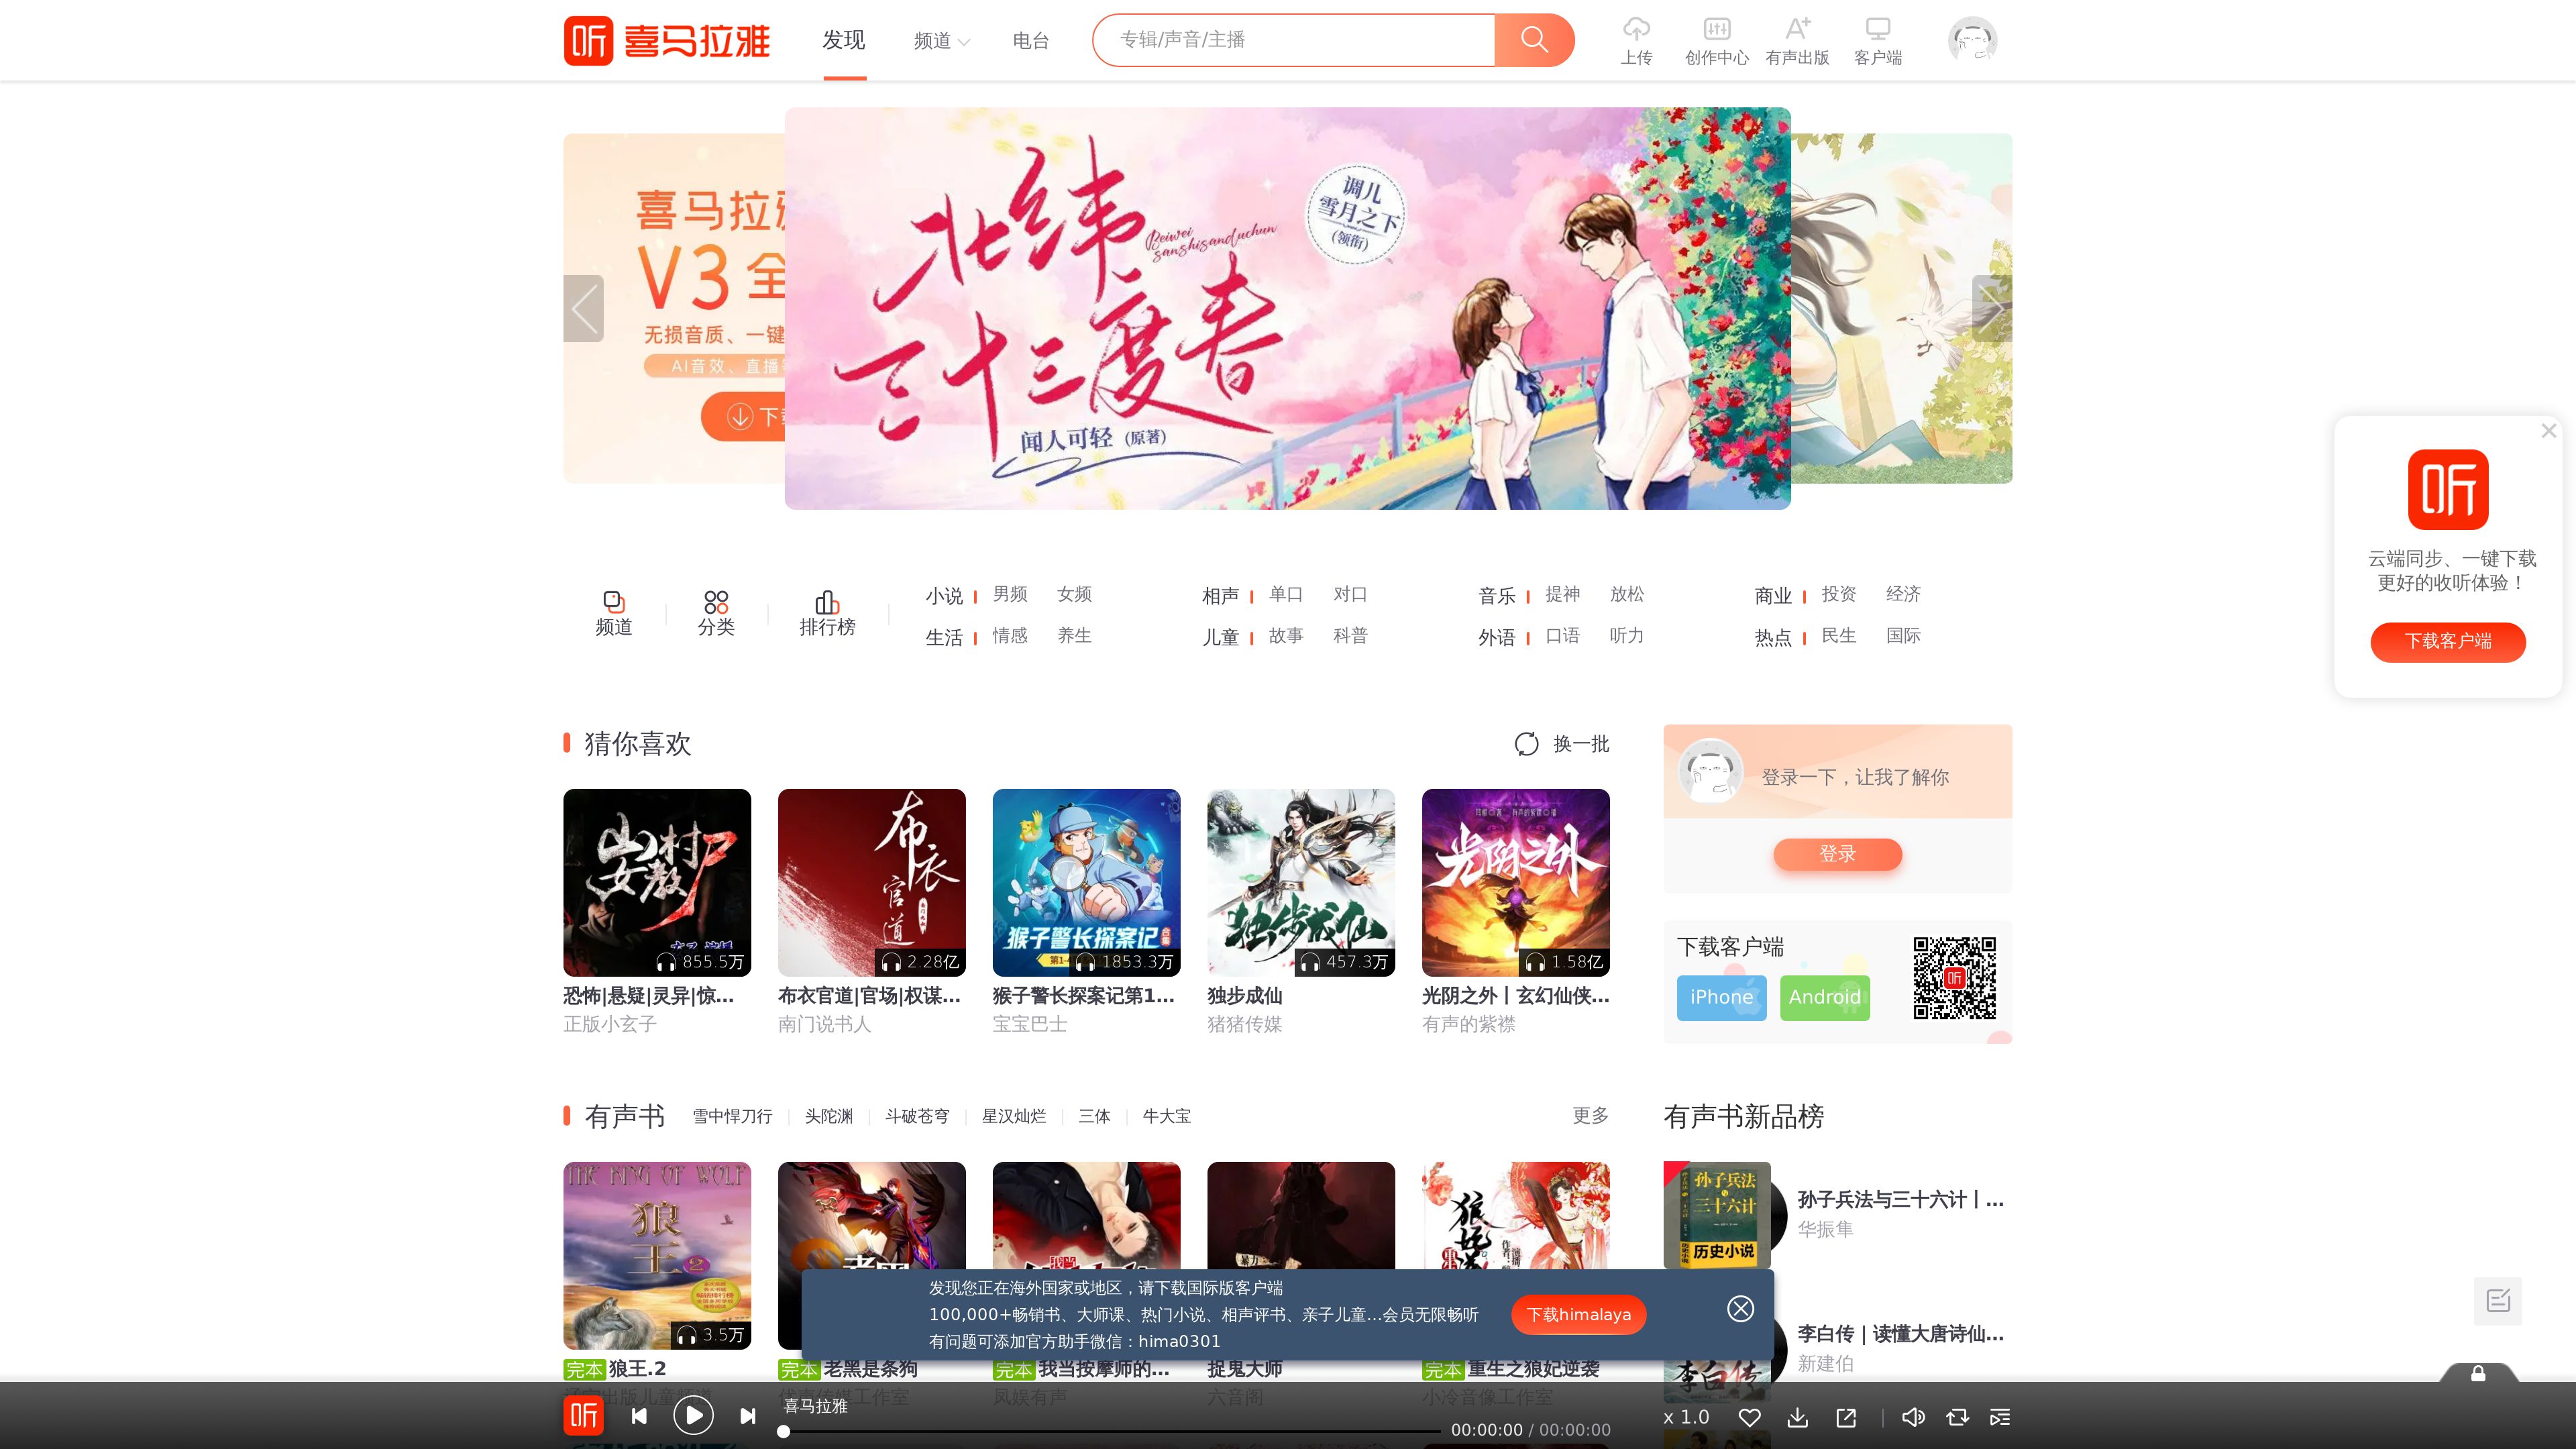 听 喜马拉雅
发现
频道
电台
专辑/声音/主播
上传
创作中心
有声出版
客户端
喜马拉雅
V3 全
无损音质、一键
AI音效、直播
下载
北纬
三十三度春
Beiwei
sanshisanduchun
调儿
雪月之下
(领衔)
闻人可轻 (原著)
听
云端同步、一键下载
更好的收听体验！
下载客户端
频道
分类
排行榜
小说 男频 女频
相声 单口 对口
音乐 提神 放松
商业 投资 经济
生活 情感 养生
儿童 故事 科普
外语 口语 听力
热点 民生 国际
猜你喜欢
换一批
855.5万
布衣
官道
2.28亿
猴子警长探案记
合集
1853.3万
独步成仙
457.3万
光阴之外
1.58亿
恐怖|悬疑|灵异|惊...
正版小玄子
布衣官道|官场|权谋...
南门说书人
猴子警长探案记第1...
宝宝巴士
独步成仙
猪猪传媒
光阴之外丨玄幻仙侠...
有声的紫襟
登录一下，让我了解你
登录
下载客户端
iPhone
Android
听
有声书
雪中悍刀行
头陀渊
斗破苍穹
星汉灿烂
三体
牛大宝
更多
THE KING OF WOLF
狼王
2
3.5万
完本 狼王.2
完本 老黑是条狗
优声传媒工作室
完本 我当按摩师的...
凤娱有声
捉鬼大师
六音阁
完本 重生之狼妃逆袭
小冷音像工作室
有声书新品榜
孙子兵法
三十六计
历史小说
孙子兵法与三十六计丨...
华振隼
李白传
李白传 | 读懂大唐诗仙...
新建伯
发现您正在海外国家或地区，请下载国际版客户端
100,000+畅销书、大师课、热门小说、相声评书、亲子儿童...会员无限畅听
有问题可添加官方助手微信：hima0301
下载himalaya
听
喜马拉雅
00:00:00 / 00:00:00
x 1.0